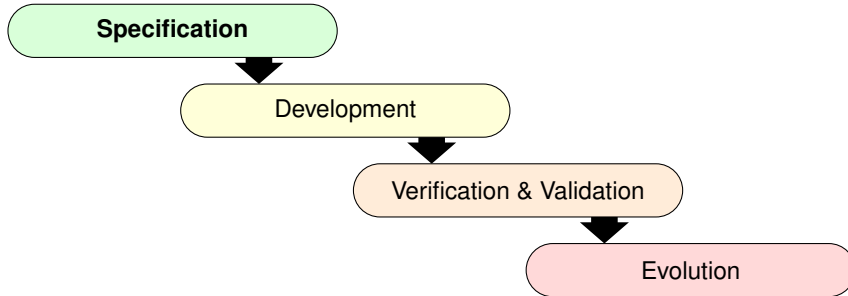 Specification
Development
Verification & Validation
Evolution